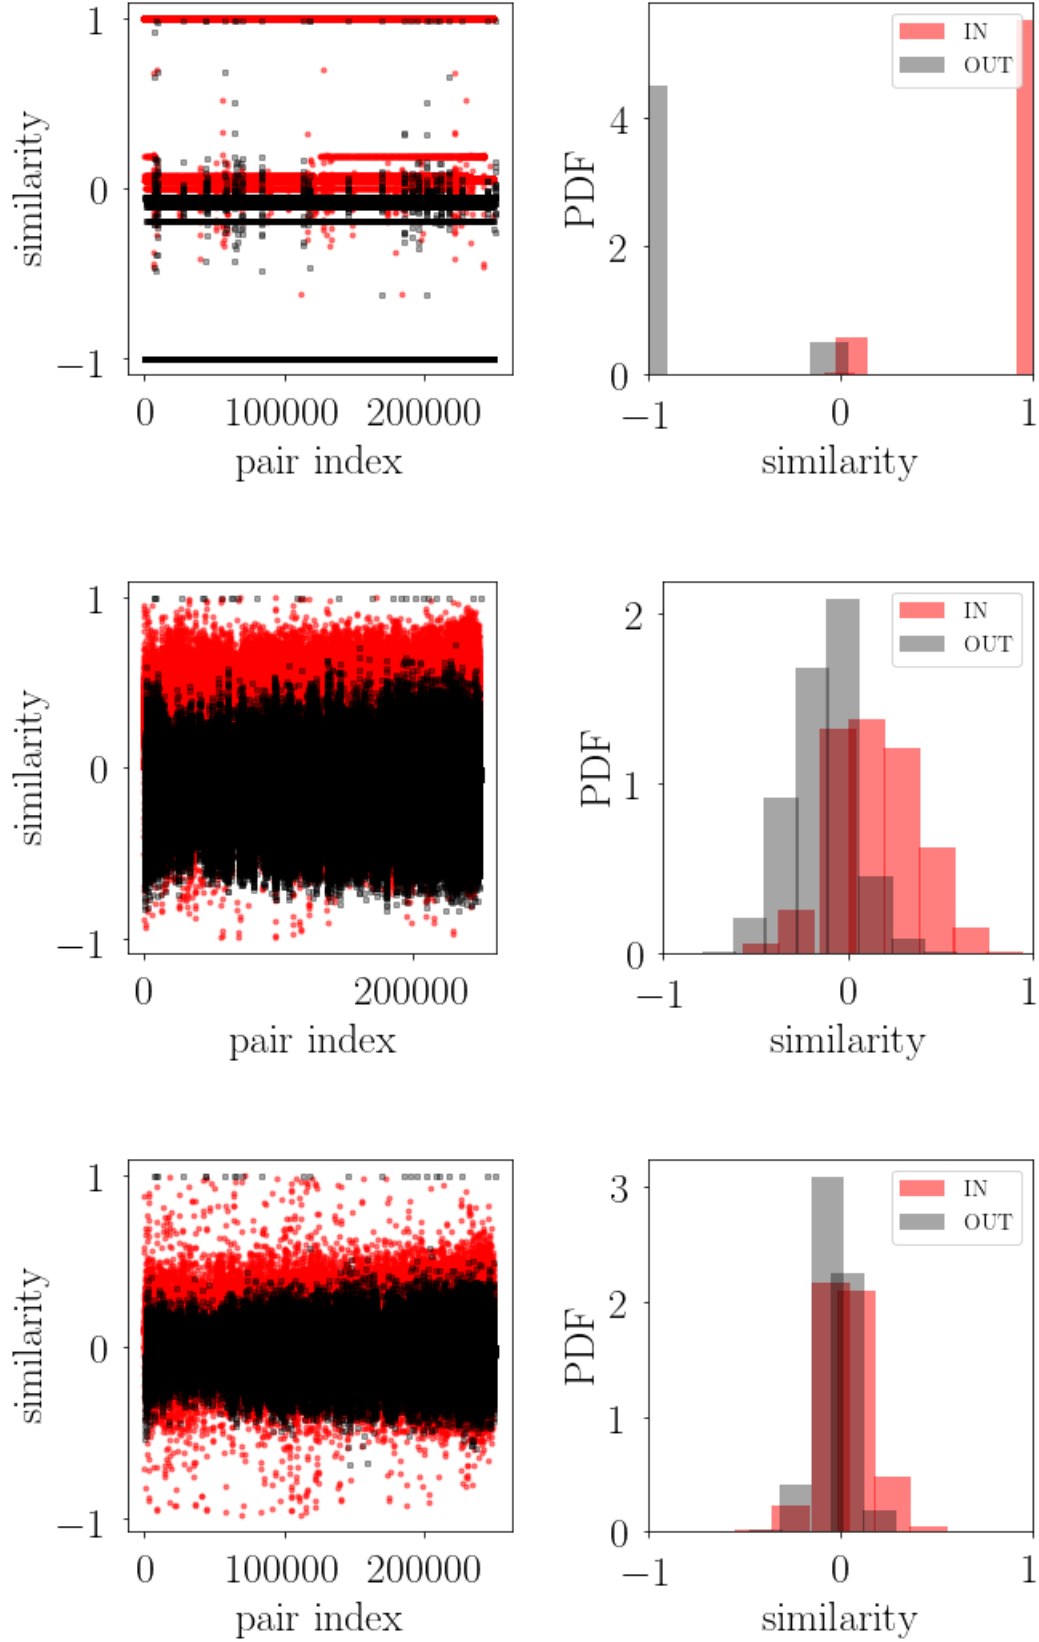 1
0
−1
similarity
0
100000
200000
pair index
4
2
0
PDF
IN
OUT
−1
0
1
similarity
1
0
−1
similarity
0
200000
pair index
2
1
0
PDF
IN
OUT
−1
0
1
similarity
1
0
−1
similarity
0
100000
200000
pair index
3
2
1
0
PDF
IN
OUT
−1
0
1
similarity